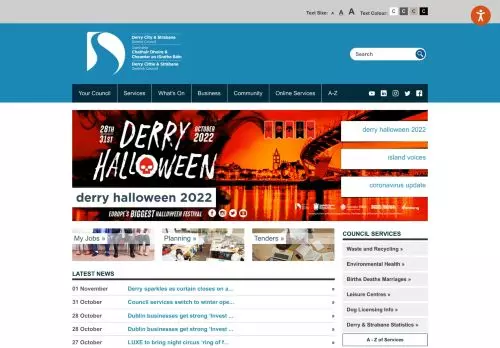 Text Size: A A A Text Colour: C C C C
Derry City & Strabane
District Council
Comhairle
Chathair Dhoire &
Cheantar an tSratha Báin
Derry Cittie & Stràbane
Destrick Cooncil
Search
Your Council
Services
What's On
Business
Community
Online Services
A-Z
28TH
31ST
OCTOBER
2022
DERRY
HALLOWEEN
derry halloween 2022
EUROPE'S BIGGEST HALLOWEEN FESTIVAL
derry halloween 2022
island voices
coronavirus update
My Jobs »
Planning »
Tenders »
LATEST NEWS
01 November Derry sparkles as curtain closes on a... »
31 October Council services switch to winter ope... »
28 October Dublin businesses get strong 'Invest ... »
28 October Dublin businesses get strong 'Invest ... »
27 October LUXE to bring night circus 'ring of f... »
COUNCIL SERVICES
Waste and Recycling »
Environmental Health »
Births Deaths Marriages »
Leisure Centres »
Dog Licensing Info »
Derry & Strabane Statistics »
A - Z of Services